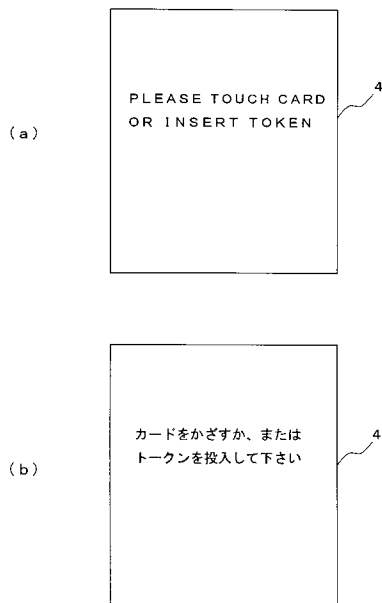 (a)
PLEASE TOUCH CARD
OR INSERT TOKEN
4
(b)
カードをかざすか、または
トークンを投入して下さい
4